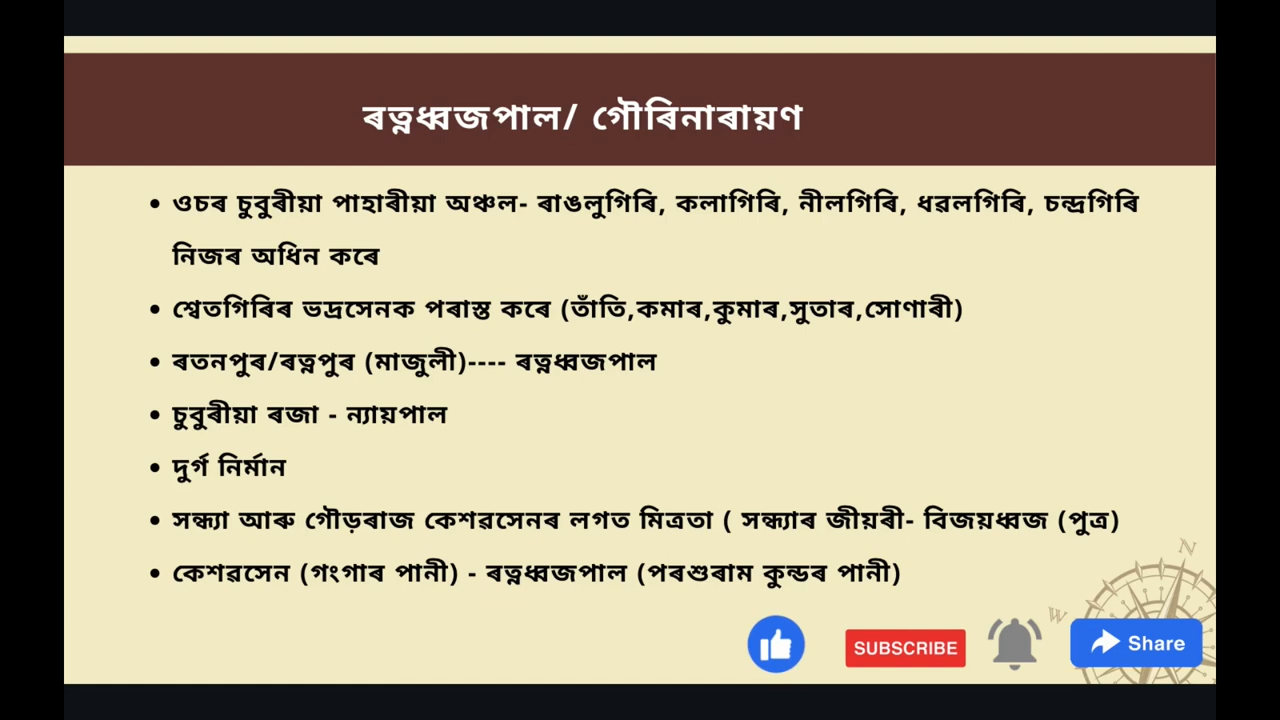 ৰত্নধ্বজপাল/ গৌৰিনাৰায়ণ
• ওচৰ চুবুৰীয়া পাহাৰীয়া অঞ্চল- ৰাঙলুগিৰি, কলাগিৰি, নীলগিৰি, ধৱলগিৰি, চন্দ্ৰগিৰি
নিজৰ অধিন কৰে
• শ্বেতগিৰিৰ ভদ্ৰসেনক পৰাস্ত কৰে (তাঁতি,কমাৰ,কুমাৰ,সুতাৰ,সোণাৰী)
• ৰতনপুৰ/ৰত্নপুৰ (মাজুলী)---- ৰত্নধ্বজপাল
• চুবুৰীয়া ৰজা - ন্যায়পাল
• দুৰ্গ নিৰ্মান
• সন্ধ্যা আৰু গৌড়ৰাজ কেশৱসেনৰ লগত মিত্ৰতা ( সন্ধ্যাৰ জীয়ৰী- বিজয়ধ্বজ (পুত্ৰ)
• কেশৱসেন (গংগাৰ পানী) - ৰত্নধ্বজপাল (পৰশুৰাম কুন্ডৰ পানী)
N
W
SUBSCRIBE
Share